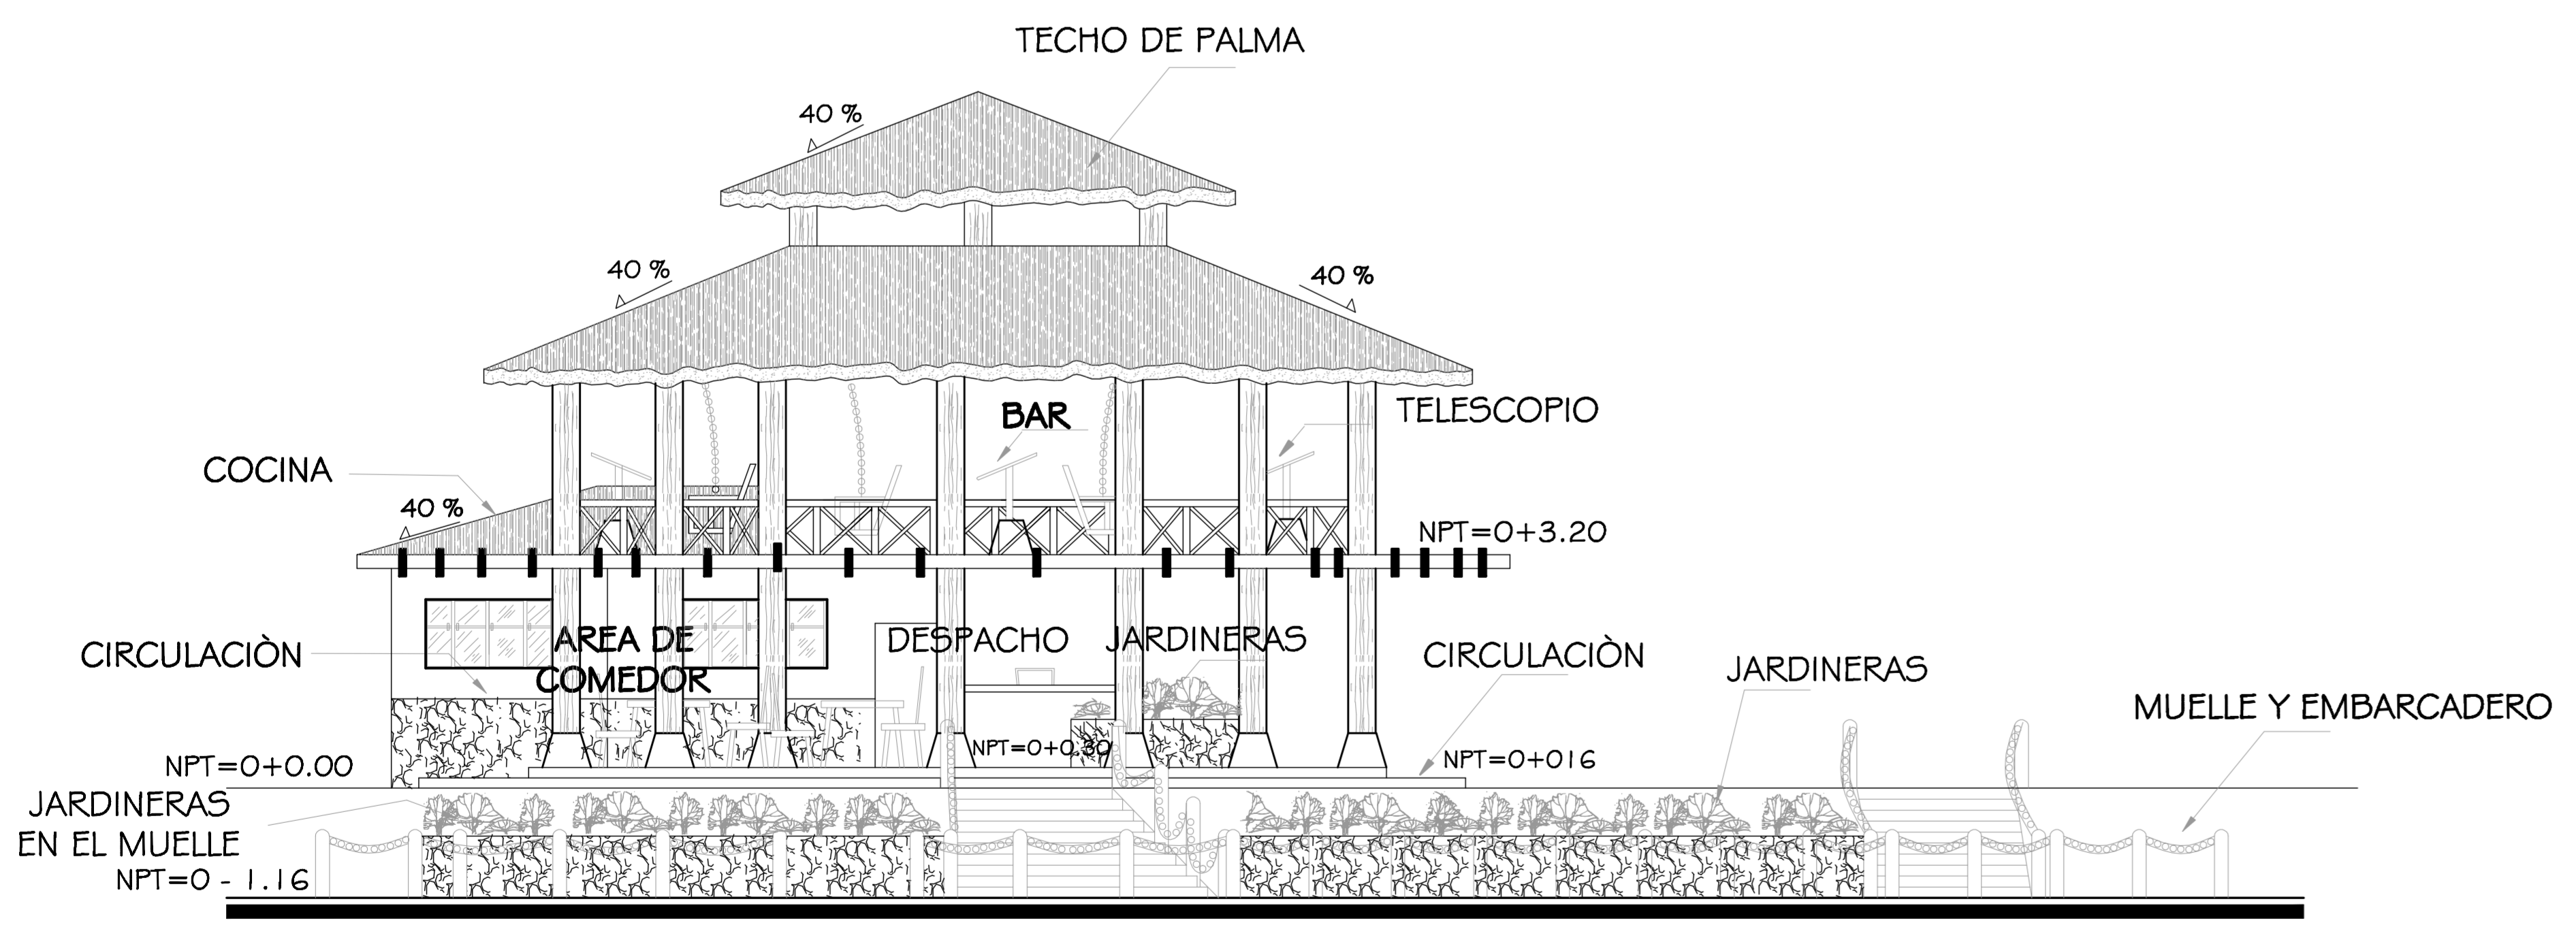 TECHO DE PALMA
40 %
40 %
40 %
BAR
TELESCOPIO
COCINA
40 %
NPT=0+3.20
CIRCULACIÒN
AREA DE
COMEDOR
DESPACHO
JARDINERAS
CIRCULACIÒN
JARDINERAS
MUELLE Y EMBARCADERO
NPT=0+0.30
NPT=0+0.00
NPT=0+016
JARDINERAS
EN EL MUELLE
NPT=0 - 1.16